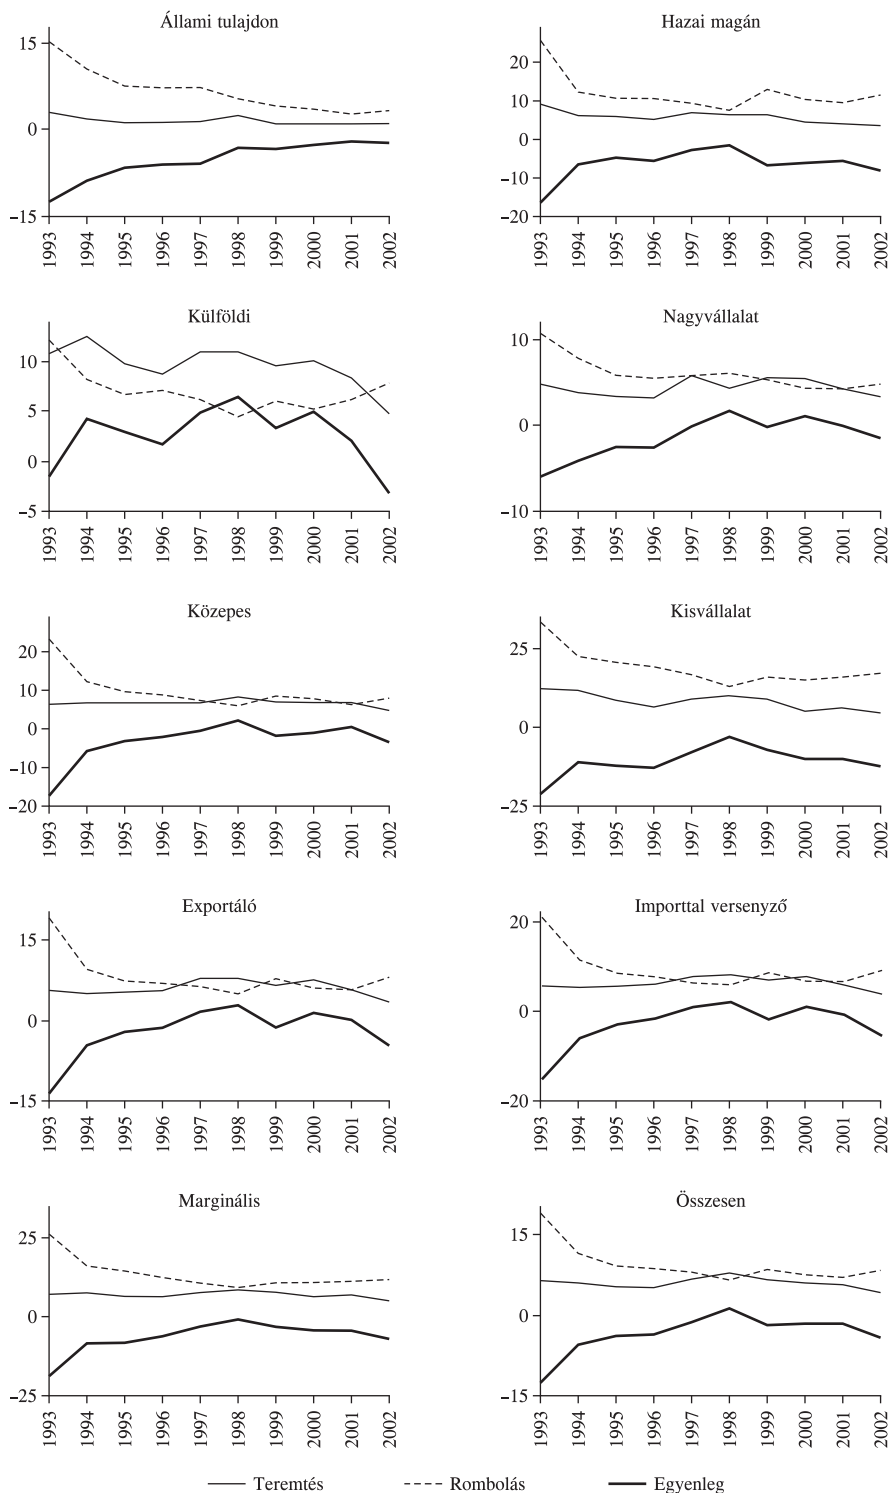 Állami tulajdon
15
0
–15
1993 1994 1995 1996 1997 1998 1999 2000 2001 2002
Hazai magán
20
10
0
–10
–20
1993 1994 1995 1996 1997 1998 1999 2000 2001 2002
Külföldi
10
5
0
–5
1993 1994 1995 1996 1997 1998 1999 2000 2001 2002
Nagyvállalat
10
0
–10
1993 1994 1995 1996 1997 1998 1999 2000 2001 2002
Közepes
20
10
0
–10
–20
1993 1994 1995 1996 1997 1998 1999 2000 2001 2002
Kisvállalat
25
0
–25
1993 1994 1995 1996 1997 1998 1999 2000 2001 2002
Exportáló
15
0
–15
1993 1994 1995 1996 1997 1998 1999 2000 2001 2002
Importtal versenyző
20
0
–20
1993 1994 1995 1996 1997 1998 1999 2000 2001 2002
Marginális
25
0
–25
1993 1994 1995 1996 1997 1998 1999 2000 2001 2002
Összesen
15
0
–15
1993 1994 1995 1996 1997 1998 1999 2000 2001 2002
Teremtés Rombolás Egyenleg